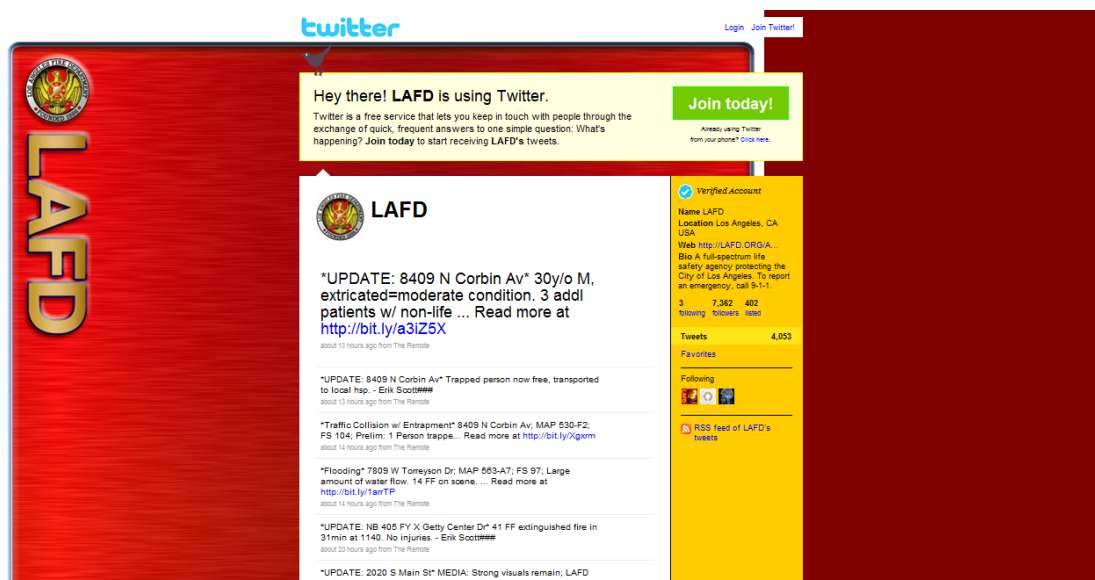 twitter
Login Join Twitter!
LOS ANGELES FIRE DEPARTMENT
FOUNDED 1886
LAFD
Hey there! LAFD is using Twitter.
Twitter is a free service that lets you keep in touch with people through the
exchange of quick, frequent answers to one simple question: What's
happening? Join today to start receiving LAFD's tweets.
Join today!
Already using Twitter
from your phone? Click here.
LAFD
*UPDATE: 8409 N Corbin Av* 30y/o M,
extricated=moderate condition. 3 addl
patients w/ non-life ... Read more at
http://bit.ly/a3iZ5X
about 13 hours ago from The Remote
*UPDATE: 8409 N Corbin Av* Trapped person now free, transported
to local hsp. - Erik Scott###
about 13 hours ago from The Remote
*Traffic Collision w/ Entrapment* 8409 N Corbin Av; MAP 530-F2;
FS 104; Prelim: 1 Person trappe... Read more at http://bit.ly/Xgxrm
about 14 hours ago from The Remote
*Flooding* 7809 W Torreyson Dr; MAP 563-A7; FS 97; Large
amount of water flow. 14 FF on scene. ... Read more at
http://bit.ly/1arrTP
about 14 hours ago from The Remote
*UPDATE: NB 405 FY X Getty Center Dr* 41 FF extinguished fire in
31min at 1140. No injuries. - Erik Scott###
about 20 hours ago from The Remote
*UPDATE: 2020 S Main St* MEDIA: Strong visuals remain; LAFD
Verified Account
Name LAFD
Location Los Angeles, CA
USA
Web http://LAFD.ORG/A...
Bio A full-spectrum life
safety agency protecting the
City of Los Angeles. To report
an emergency, call 9-1-1.
3 7,362 402
following followers listed
Tweets 4,053
Favorites
Following
RSS feed of LAFD's
tweets